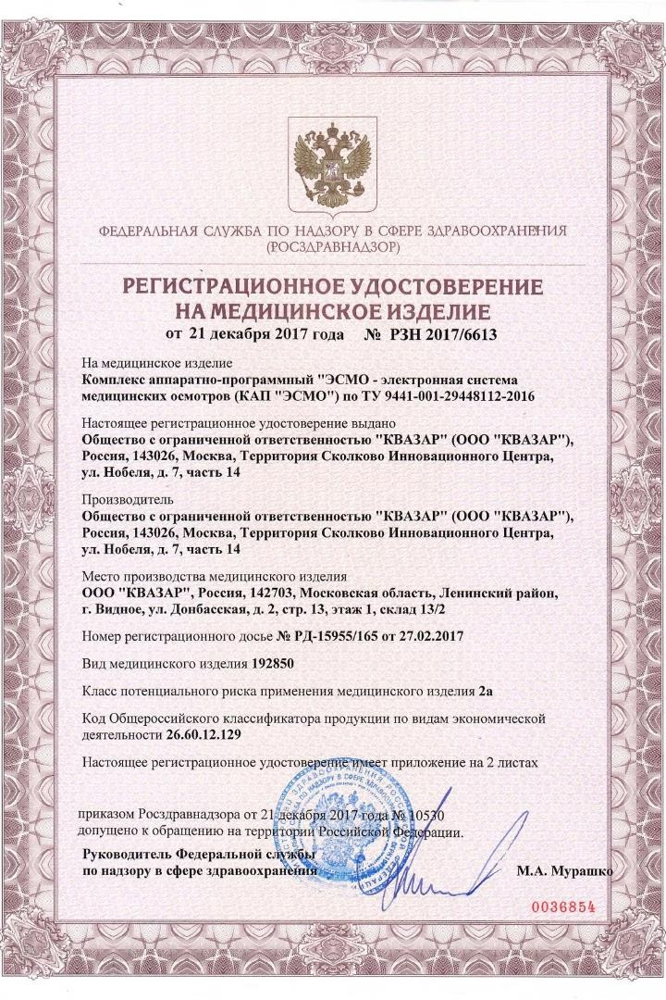 ФЕДЕРАЛЬНАЯ СЛУЖБА ПО НАДЗОРУ В СФЕРЕ ЗДРАВООХРАНЕНИЯ
(РОСЗДРАВНАДЗОР)
РЕГИСТРАЦИОННОЕ УДОСТОВЕРЕНИЕ
НА МЕДИЦИНСКОЕ ИЗДЕЛИЕ
от 21 декабря 2017 года № РЗН 2017/6613
На медицинское изделие
Комплекс аппаратно-программный "ЭСМО - электронная система
медицинских осмотров (КАП "ЭСМО") по ТУ 9441-001-29448112-2016
Настоящее регистрационное удостоверение выдано
Общество с ограниченной ответственностью "КВАЗАР" (ООО "КВАЗАР"),
Россия, 143026, Москва, Территория Сколково Инновационного Центра,
ул. Нобеля, д. 7, часть 14
Производитель
Общество с ограниченной ответственностью "КВАЗАР" (ООО "КВАЗАР"),
Россия, 143026, Москва, Территория Сколково Инновационного Центра,
ул. Нобеля, д. 7, часть 14
Место производства медицинского изделия
ООО "КВАЗАР", Россия, 142703, Московская область, Ленинский район,
г. Видное, ул. Донбасская, д. 2, стр. 13, этаж 1, склад 13/2
Номер регистрационного досье № РД-15955/165 от 27.02.2017
Вид медицинского изделия 192850
Класс потенциального риска применения медицинского изделия 2а
Код Общероссийского классификатора продукции по видам экономической
деятельности 26.60.12.129
Настоящее регистрационное удостоверение имеет приложение на 2 листах
приказом Росздравнадзора от 21 декабря 2017 года № 10530
допущено к обращению на территории Российской Федерации.
Руководитель Федеральной службы
по надзору в сфере здравоохранения
М.А. Мурашко
0036854